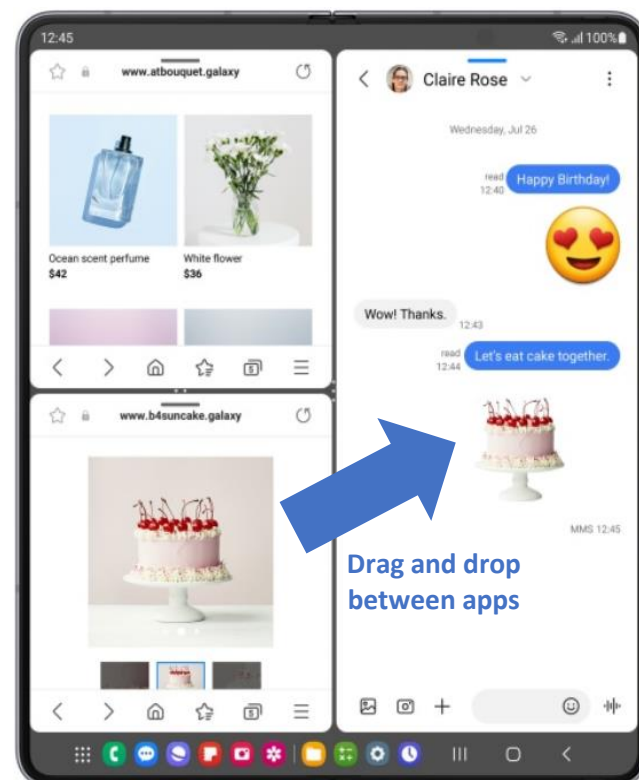 12:45
100%
www.atbouquet.galaxy
Ocean scent perfume
$42
White flower
$36
5
www.b4suncake.galaxy
5
Claire Rose
Wednesday, Jul 26
read
12:40
Happy Birthday!
Wow! Thanks.
12:43
read
12:44
Let's eat cake together.
MMS 12:45
Drag and drop
between apps